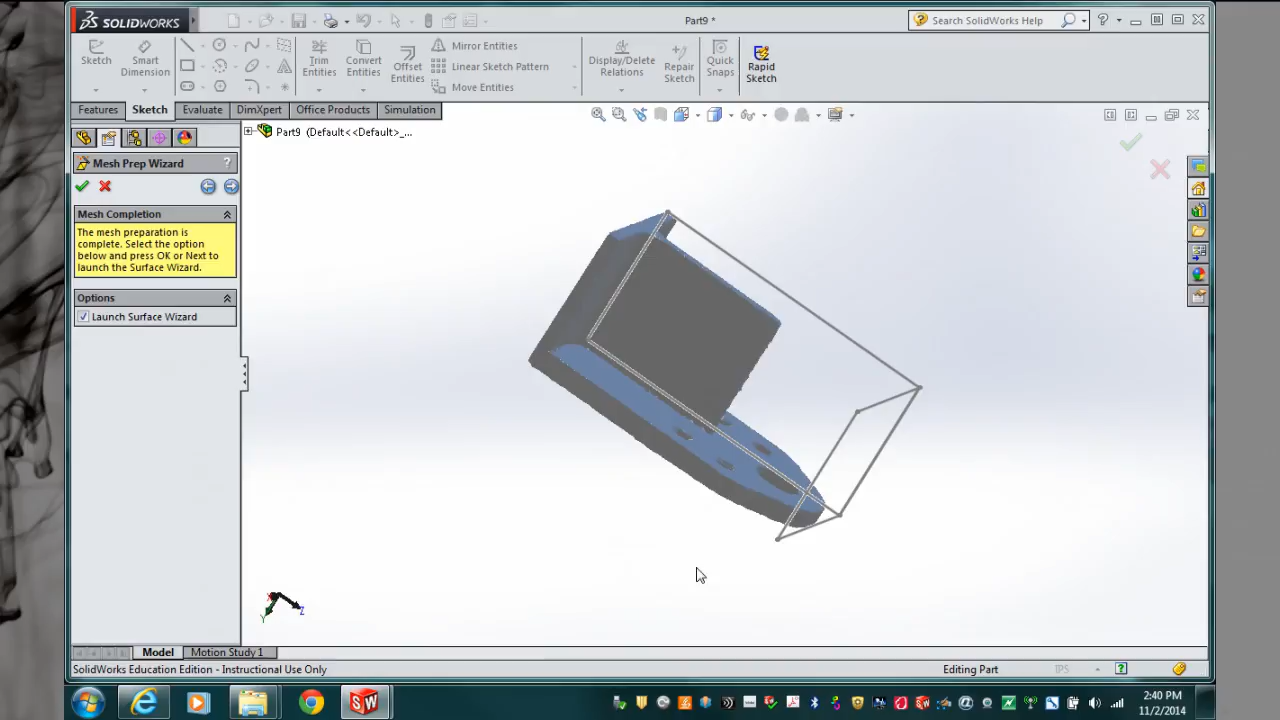 SOLIDWORKS
Part9 *
Search SolidWorks Help
Sketch
Smart
Dimension
Trim
Entities
Convert
Entities
Offset
Entities
Mirror Entities
Linear Sketch Pattern
Move Entities
Display/Delete
Relations
Repair
Sketch
Quick
Snaps
Rapid
Sketch
Features
Sketch
Evaluate
DimXpert
Office Products
Simulation
Part9 (Default<<Default>_...
Mesh Prep Wizard
?
Mesh Completion
The mesh preparation is
complete. Select the option
below and press OK or Next to
launch the Surface Wizard.
Options
Launch Surface Wizard
X
Y
Z
Model
Motion Study 1
SolidWorks Education Edition - Instructional Use Only
Editing Part
IPS
2:40 PM
11/2/2014